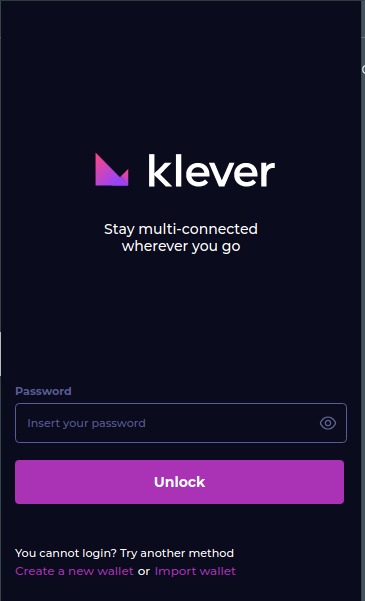 klever
Stay multi-connected
wherever you go
Password
Insert your password
Unlock
You cannot login? Try another method
Create a new wallet or Import wallet